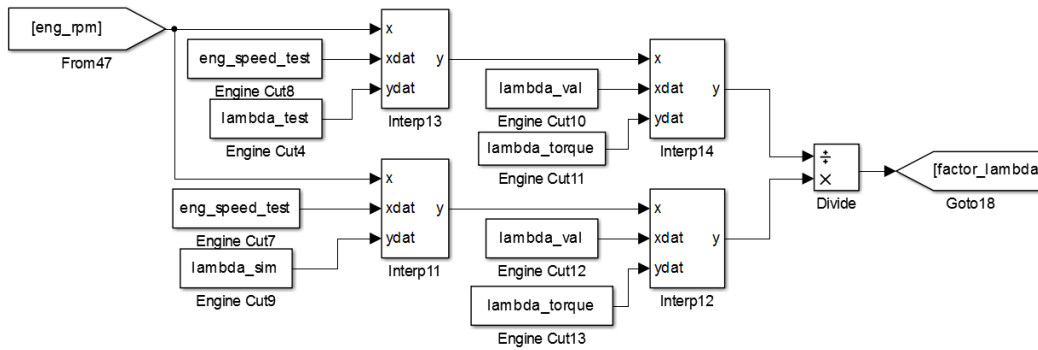 [eng_rpm]
From47
eng_speed_test
Engine Cut8
lambda_test
Engine Cut4
x
xdat y
ydat
Interp13
lambda_val
Engine Cut10
lambda_torque
Engine Cut11
x
xdat y
ydat
Interp14
eng_speed_test
Engine Cut7
lambda_sim
Engine Cut9
x
xdat y
ydat
Interp11
lambda_val
Engine Cut12
lambda_torque
Engine Cut13
x
xdat y
ydat
Interp12
÷
×
Divide
[factor_lambda
Goto18